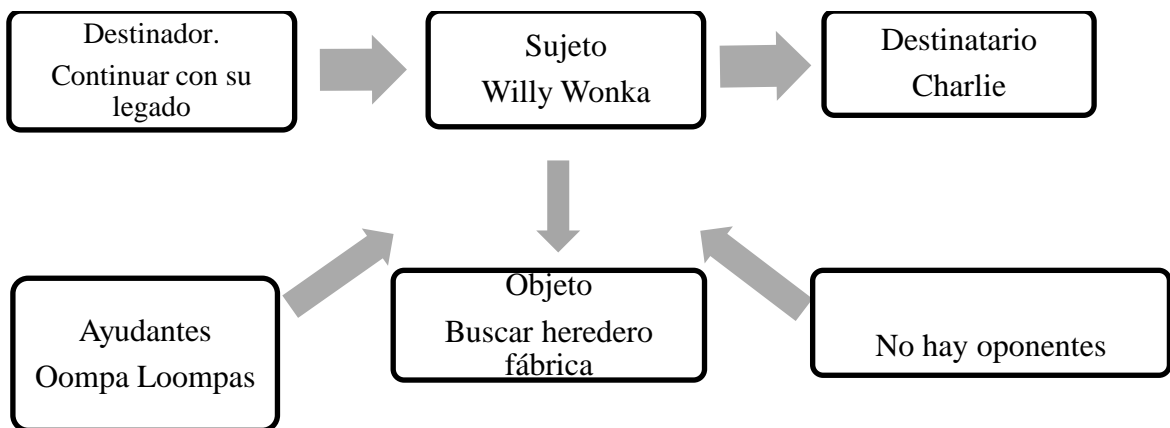 Destinador.
Continuar con su
legado
Sujeto
Willy Wonka
Destinatario
Charlie
Ayudantes
Oompa Loompas
Objeto
Buscar heredero
fábrica
No hay oponentes